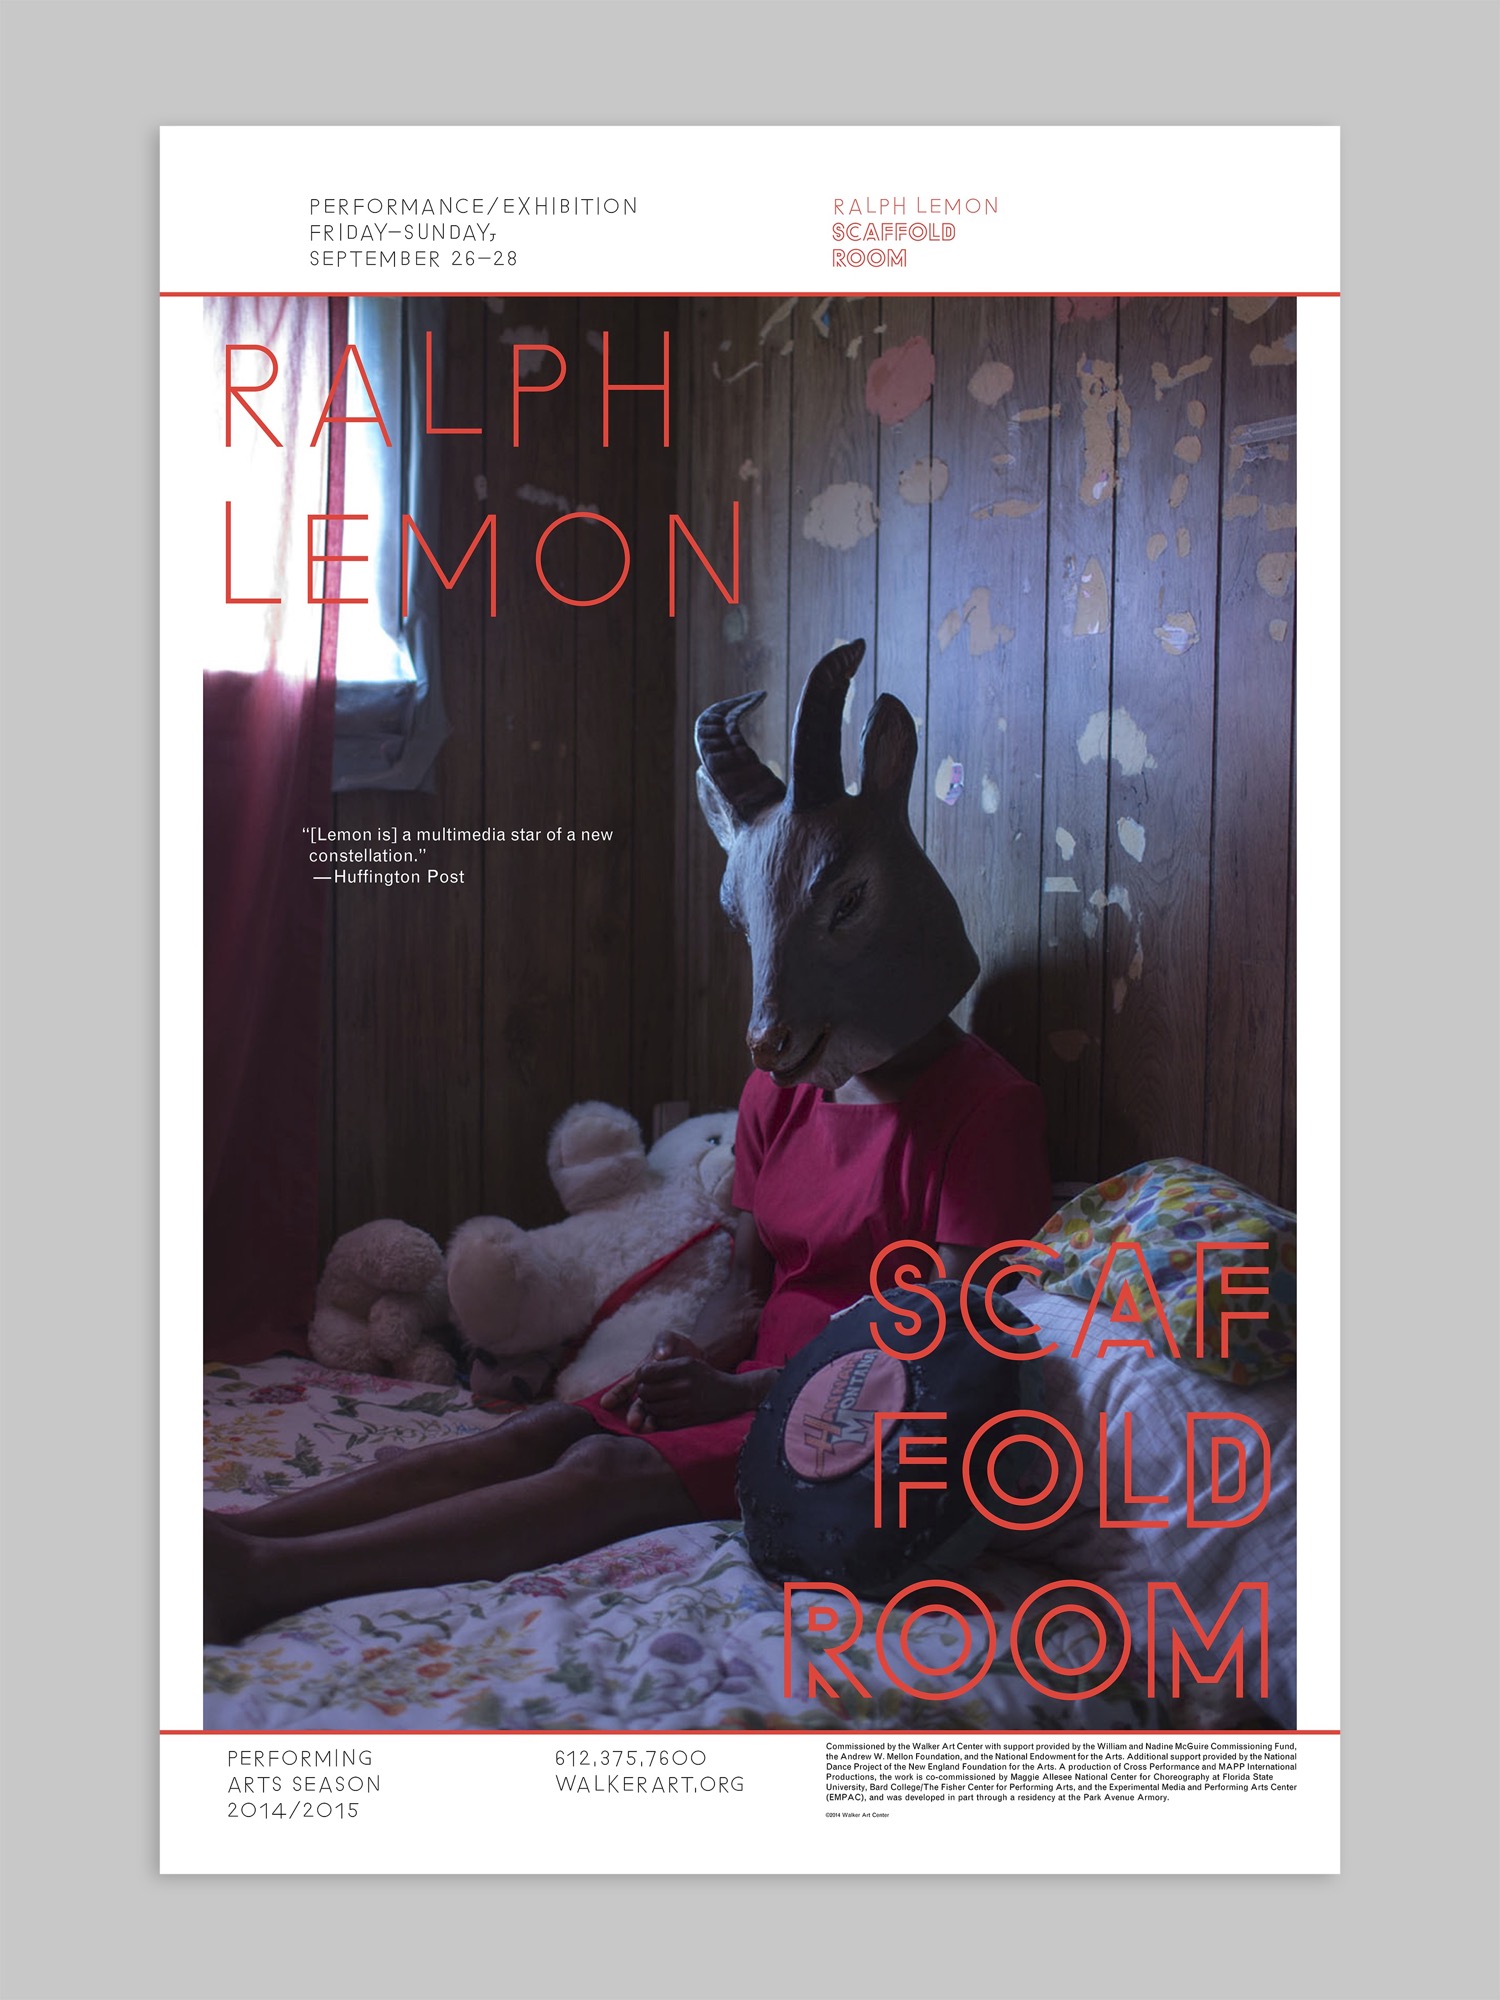 PERFORMANCE/EXHIBITION
FRIDAY—SUNDAY,
SEPTEMBER 26—28
RALPH LEMON
SCAFFOLD
ROOM
RALPH
LEMON
“[Lemon is] a multimedia star of a new
constellation.”
—Huffington Post
HANNAH
MONTANA
SCAF
FOLD
ROOM
PERFORMING
ARTS SEASON
2014/2015
612.375.7600
WALKERART.ORG
Commissioned by the Walker Art Center with support provided by the William and Nadine McGuire Commissioning Fund,
the Andrew W. Mellon Foundation, and the National Endowment for the Arts. Additional support provided by the National
Dance Project of the New England Foundation for the Arts. A production of Cross Performance and MAPP International
Productions, the work is co-commissioned by Maggie Allesee National Center for Choreography at Florida State
University, Bard College/The Fisher Center for Performing Arts, and the Experimental Media and Performing Arts Center
(EMPAC), and was developed in part through a residency at the Park Avenue Armory.
©2014 Walker Art Center